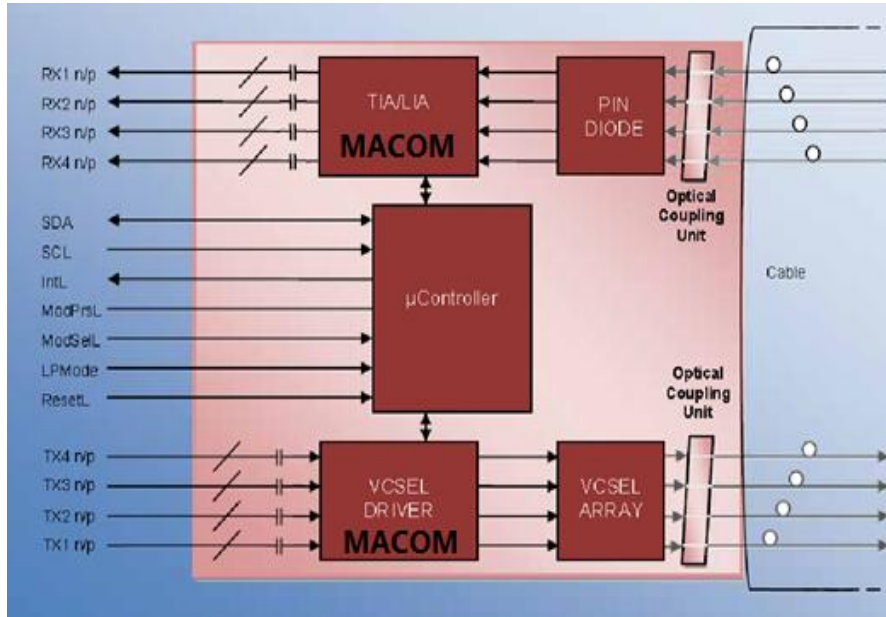 RX1 n/p
RX2 n/p
RX3 n/p
RX4 n/p
TIA/LIA
MACOM
PIN
DIODE
Optical
Coupling
Unit
SDA
SCL
IntL
ModPrsL
ModSelL
LPMode
ResetL
µController
Cable
Optical
Coupling
Unit
TX4 n/p
TX3 n/p
TX2 n/p
TX1 n/p
VCSEL
DRIVER
MACOM
VCSEL
ARRAY